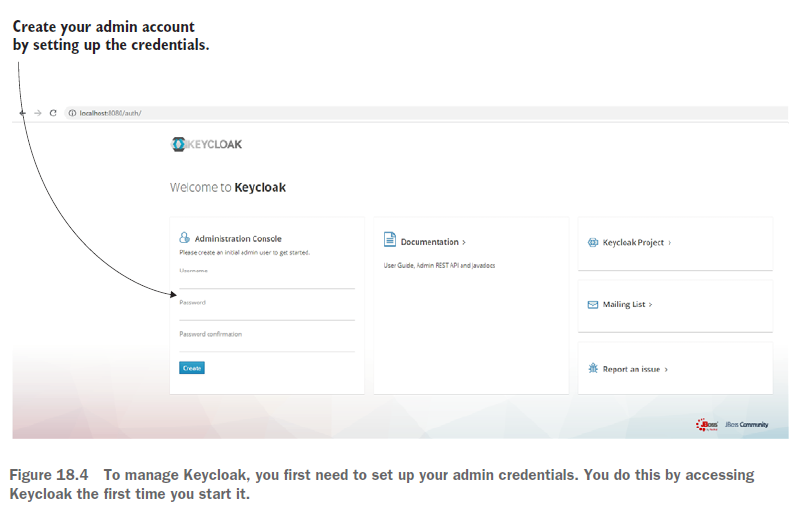 Create your admin account
by setting up the credentials.
localhost:8080/auth/
KEYCLOAK
Welcome to Keycloak
Administration Console
Please create an initial admin user to get started.
Username
Password
Password confirmation
Create
Documentation >
User Guide, Admin REST API and Javadocs
Keycloak Project >
Mailing List >
Report an issue >
JBoss
JBoss Community
Figure 18.4 To manage Keycloak, you first need to set up your admin credentials. You do this by accessing
Keycloak the first time you start it.